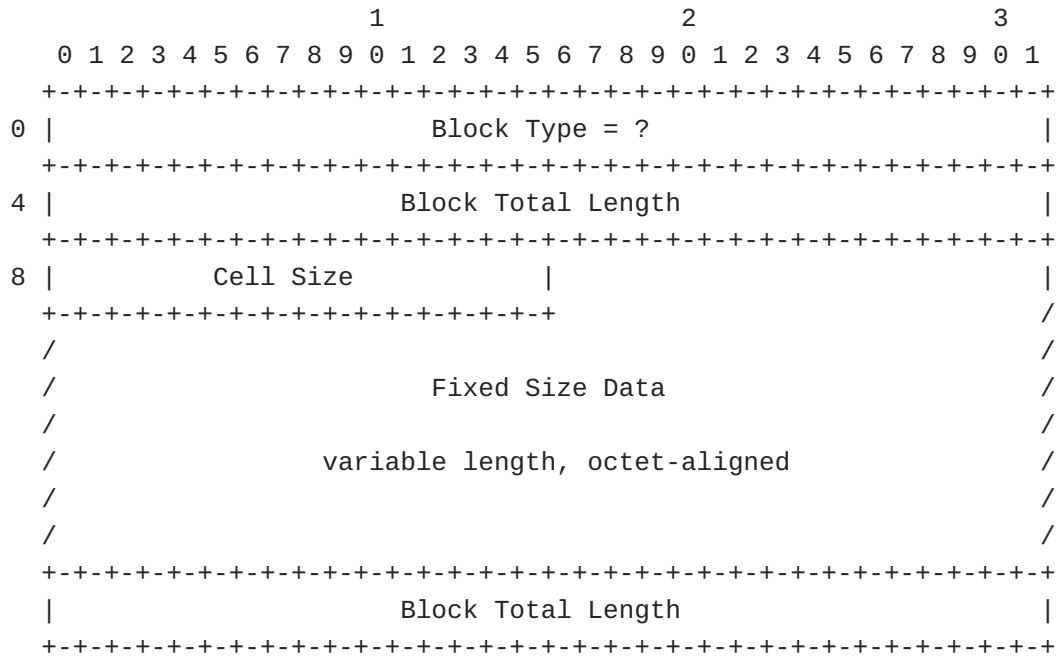 1                   2                   3
    0 1 2 3 4 5 6 7 8 9 0 1 2 3 4 5 6 7 8 9 0 1 2 3 4 5 6 7 8 9 0 1
   +-+-+-+-+-+-+-+-+-+-+-+-+-+-+-+-+-+-+-+-+-+-+-+-+-+-+-+-+-+-+-+-+
 0 |                        Block Type = ?                         |
   +-+-+-+-+-+-+-+-+-+-+-+-+-+-+-+-+-+-+-+-+-+-+-+-+-+-+-+-+-+-+-+-+
 4 |                      Block Total Length                       |
   +-+-+-+-+-+-+-+-+-+-+-+-+-+-+-+-+-+-+-+-+-+-+-+-+-+-+-+-+-+-+-+-+
 8 |          Cell Size            |                               |
   +-+-+-+-+-+-+-+-+-+-+-+-+-+-+-+-+                               /
   /                                                               /
   /                        Fixed Size Data                        /
   /                                                               /
   /                 variable length, octet-aligned                /
   /                                                               /
   /                                                               /
   +-+-+-+-+-+-+-+-+-+-+-+-+-+-+-+-+-+-+-+-+-+-+-+-+-+-+-+-+-+-+-+-+
   |                      Block Total Length                       |
   +-+-+-+-+-+-+-+-+-+-+-+-+-+-+-+-+-+-+-+-+-+-+-+-+-+-+-+-+-+-+-+-+